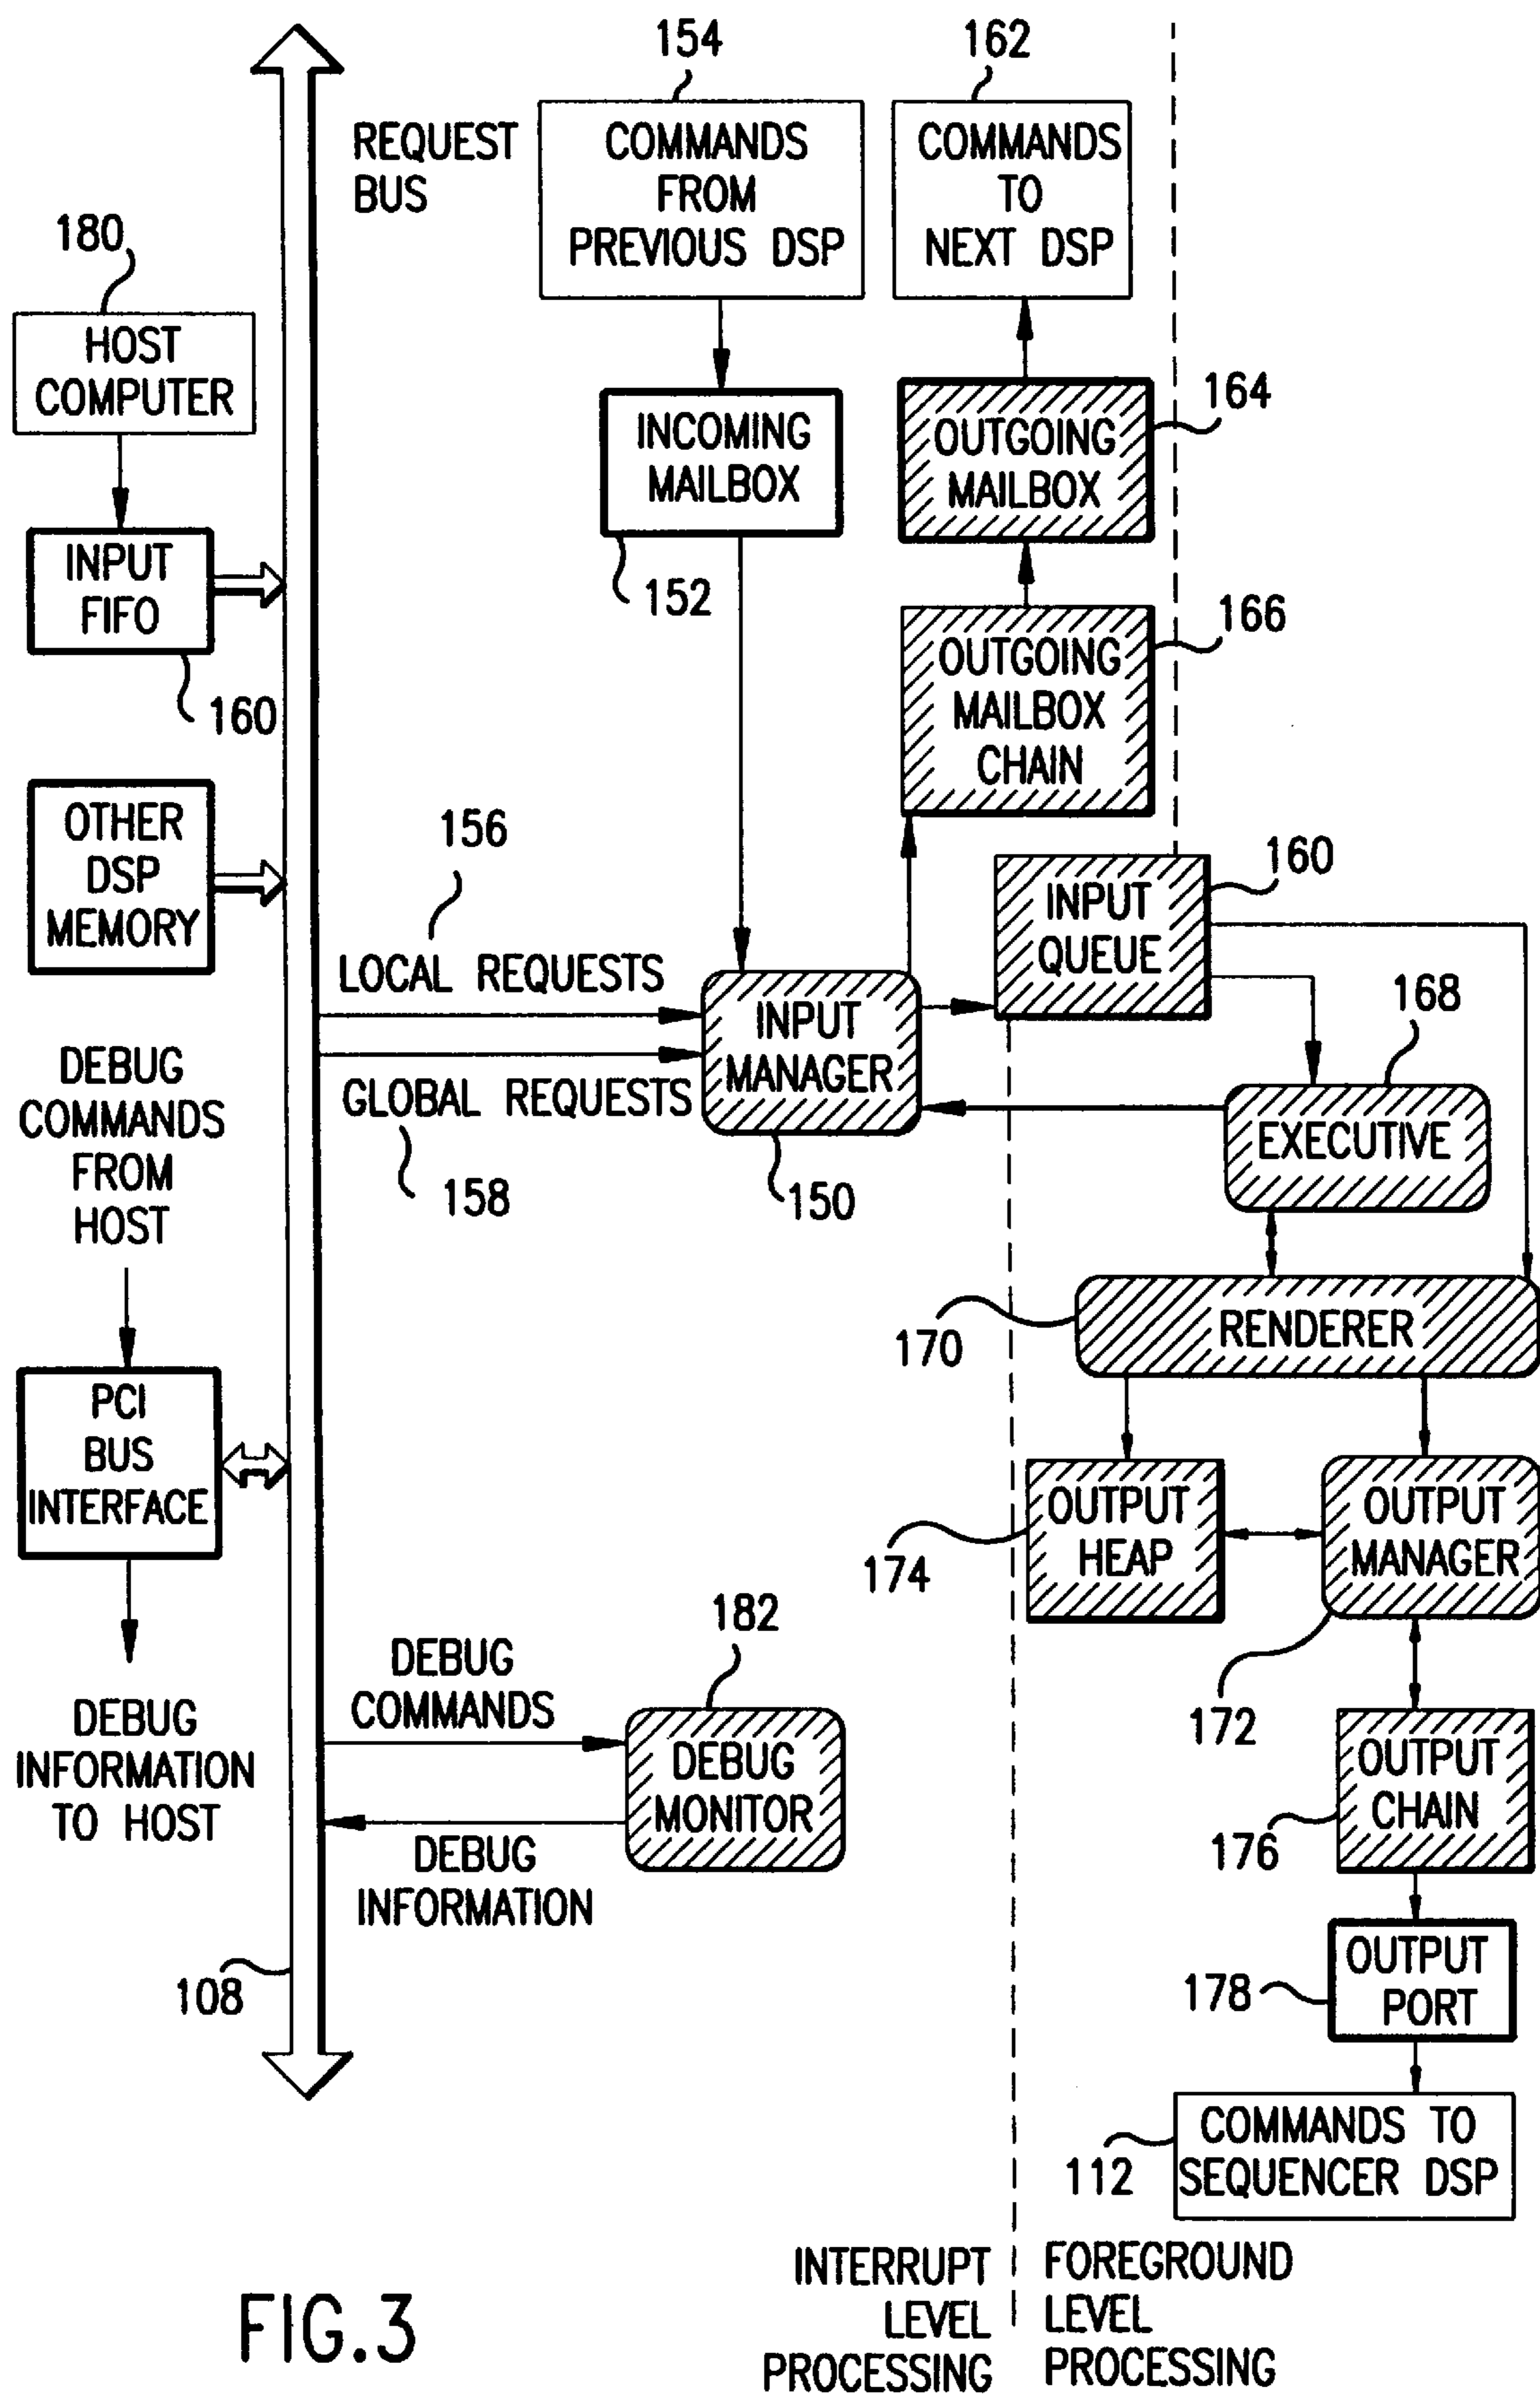 154
162
REQUEST
BUS
COMMANDS
FROM
PREVIOUS DSP
COMMANDS
TO
NEXT DSP
180
HOST
COMPUTER
INCOMING
MAILBOX
152
OUTGOING
MAILBOX
164
INPUT
FIFO
160
OUTGOING
MAILBOX
CHAIN
166
OTHER
DSP
MEMORY
156
LOCAL REQUESTS
GLOBAL REQUESTS
158
INPUT
MANAGER
150
INPUT
QUEUE
160
168
EXECUTIVE
DEBUG
COMMANDS
FROM
HOST
RENDERER
170
PCI
BUS
INTERFACE
OUTPUT
HEAP
174
OUTPUT
MANAGER
172
DEBUG
INFORMATION
TO HOST
DEBUG
COMMANDS
182
DEBUG
MONITOR
DEBUG
INFORMATION
OUTPUT
CHAIN
176
108
OUTPUT
PORT
178
COMMANDS TO
SEQUENCER DSP
112
INTERRUPT
LEVEL
PROCESSING
FOREGROUND
LEVEL
PROCESSING
FIG.3